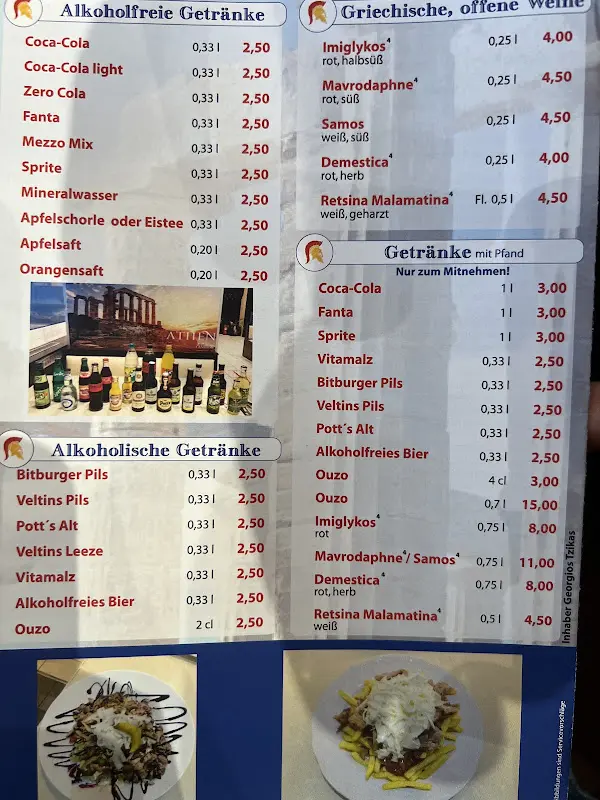 Alkoholfreie Getränke
Coca-Cola 0,33 l 2,50
Coca-Cola light 0,33 l 2,50
Zero Cola 0,33 l 2,50
Fanta 0,33 l 2,50
Mezzo Mix 0,33 l 2,50
Sprite 0,33 l 2,50
Mineralwasser 0,33 l 2,50
Apfelschorle oder Eistee 0,33 l 2,50
Apfelsaft 0,20 l 2,50
Orangensaft 0,20 l 2,50
ATHEN
Alkoholische Getränke
Bitburger Pils 0,33 l 2,50
Veltins Pils 0,33 l 2,50
Pott´s Alt 0,33 l 2,50
Veltins Leeze 0,33 l 2,50
Vitamalz 0,33 l 2,50
Alkoholfreies Bier 0,33 l 2,50
Ouzo 2 cl 2,50
Griechische, offene Weine
Imiglykos⁴ 0,25 l 4,00
rot, halbsüß
Mavrodaphne⁴ 0,25 l 4,50
rot, süß
Samos 0,25 l 4,50
weiß, süß
Demestica⁴ 0,25 l 4,00
rot, herb
Retsina Malamatina⁴ Fl. 0,5 l 4,50
weiß, geharzt
Getränke mit Pfand
Nur zum Mitnehmen!
Coca-Cola 1 l 3,00
Fanta 1 l 3,00
Sprite 1 l 3,00
Vitamalz 0,33 l 2,50
Bitburger Pils 0,33 l 2,50
Veltins Pils 0,33 l 2,50
Pott´s Alt 0,33 l 2,50
Alkoholfreies Bier 0,33 l 2,50
Ouzo 4 cl 3,00
Ouzo 0,7 l 15,00
Imiglykos⁴ 0,75 l 8,00
rot
Mavrodaphne⁴/ Samos⁴ 0,75 l 11,00
Demestica⁴ 0,75 l 8,00
rot, herb
Retsina Malamatina⁴ 0,5 l 4,50
weiß
Inhaber Georgios Tzikas
Abbildungen sind Serviervorschläge